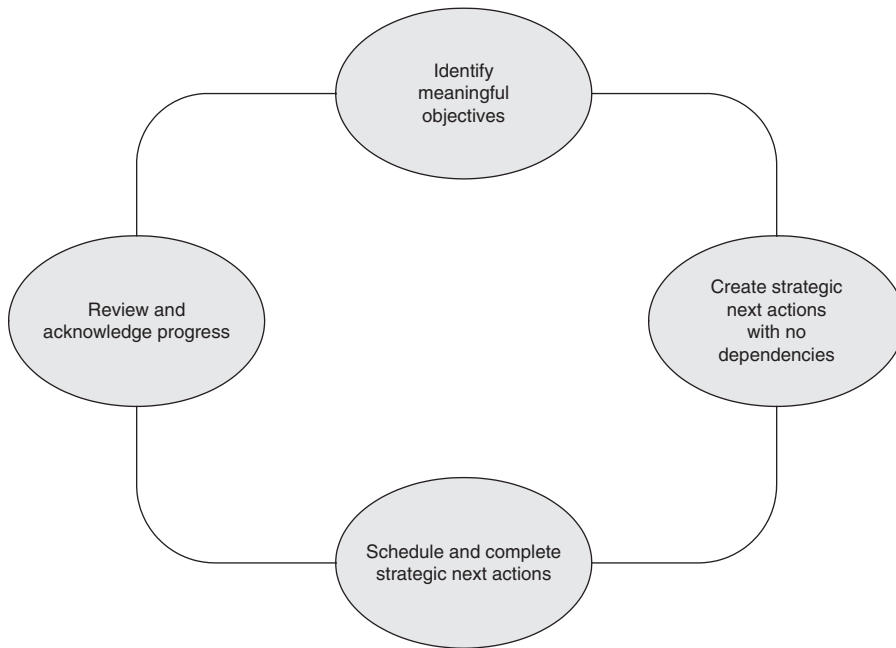 Identify
meaningful
objectives
Create strategic
next actions
with no
dependencies
Schedule and complete
strategic next actions
Review and
acknowledge progress